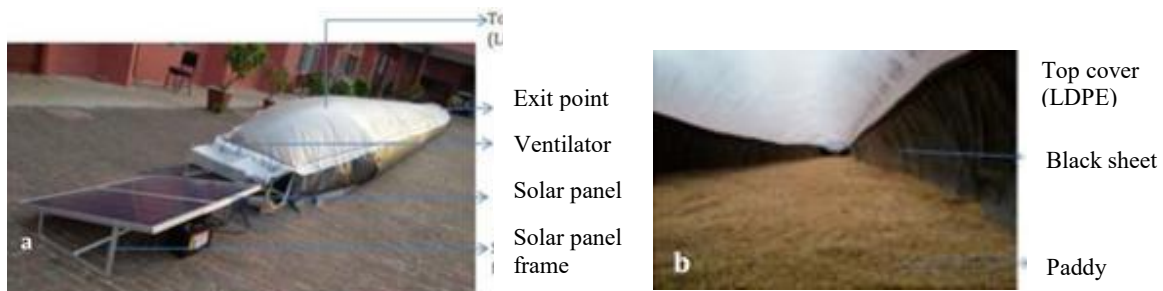 Exit point
Ventilator
Solar panel
Solar panel
frame
a
Top cover
(LDPE)
Black sheet
Paddy
b